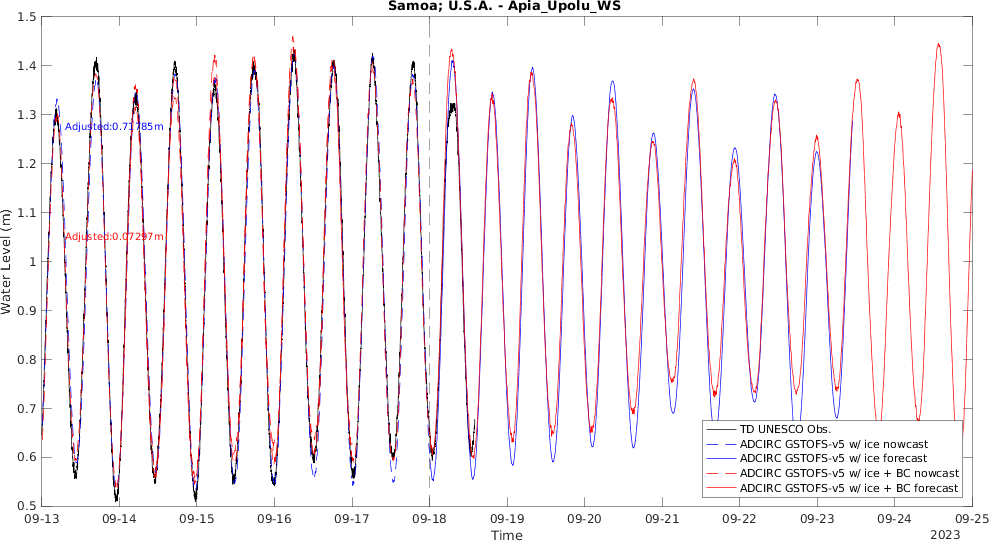 Samoa; U.S.A. - Apia_Upolu_WS
1.5
1.4
1.3
1.2
1.1
1
0.9
0.8
0.7
0.6
0.5
Water Level (m)
Adjusted:0.71785m
Adjusted:0.07297m
TD UNESCO Obs.
ADCIRC GSTOFS-v5 w/ ice nowcast
ADCIRC GSTOFS-v5 w/ ice forecast
ADCIRC GSTOFS-v5 w/ ice + BC nowcast
ADCIRC GSTOFS-v5 w/ ice + BC forecast
09-13 09-14 09-15 09-16 09-17 09-18 09-19 09-20 09-21 09-22 09-23 09-24 09-25
Time
2023